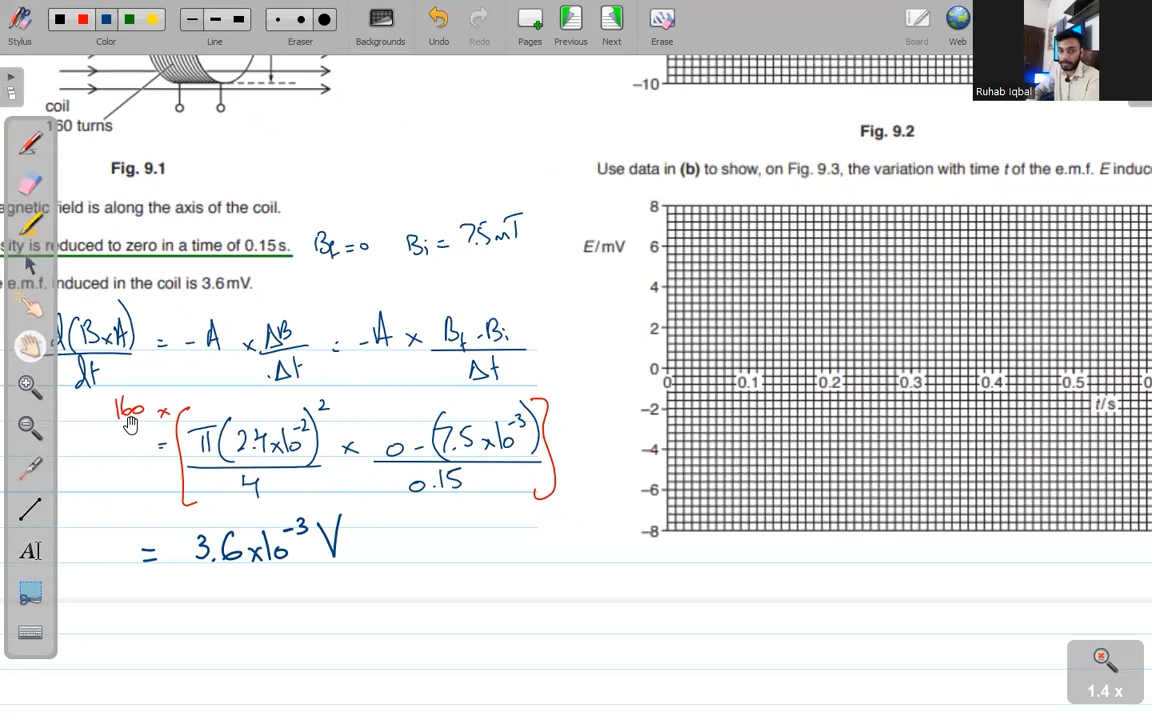 Stylus Color Line Eraser Backgrounds Undo Redo Pages Previous Next Erase Board Web
Ruhab Iqbal
coil
160 turns
Fig. 9.1
agnetic field is along the axis of the coil.
sity is reduced to zero in a time of 0.15 s.
Bf = 0 Bi = 7.5mT
e e.m.f. induced in the coil is 3.6 mV.
d(B×A)/dt = -A × ΔB/Δt = -A × Bf - Bi/Δt
160 × [
= π(2.4×10⁻²)²/4 × 0 - (7.5×10⁻³)/0.15 ]
= 3.6×10⁻³ V
–10
Fig. 9.2
Use data in (b) to show, on Fig. 9.3, the variation with time t of the e.m.f. E induce
8
E/mV 6
4
2
0
0 0.1 0.2 0.3 0.4 0.5 0
t/s
–2
–4
–6
–8
AI
1.4 x